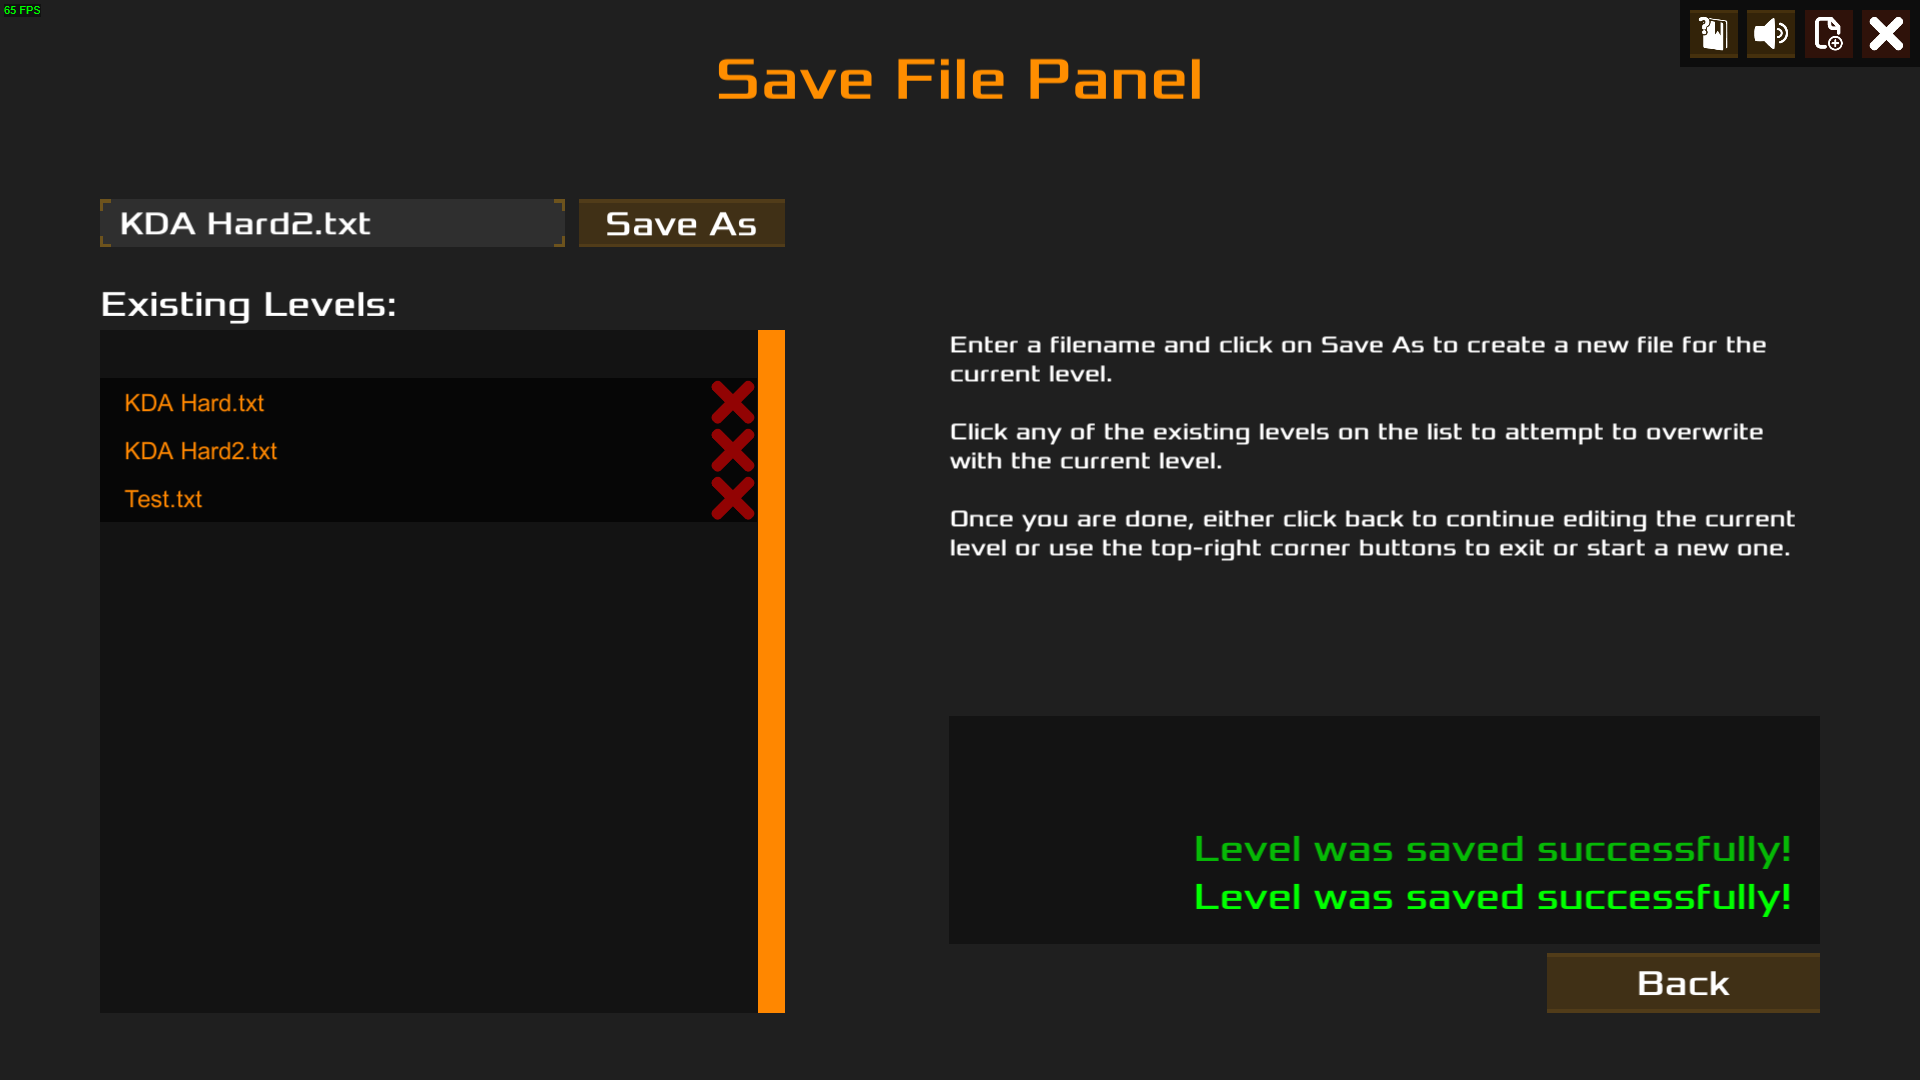 65 FPS
Save File Panel
KDA Hard2.txt
Save As
Existing Levels:
KDA Hard.txt
KDA Hard2.txt
Test.txt
Enter a filename and click on Save As to create a new file for the
current level.
Click any of the existing levels on the list to attempt to overwrite
with the current level.
Once you are done, either click back to continue editing the current
level or use the top-right corner buttons to exit or start a new one.
Level was saved successfully!
Level was saved successfully!
Back